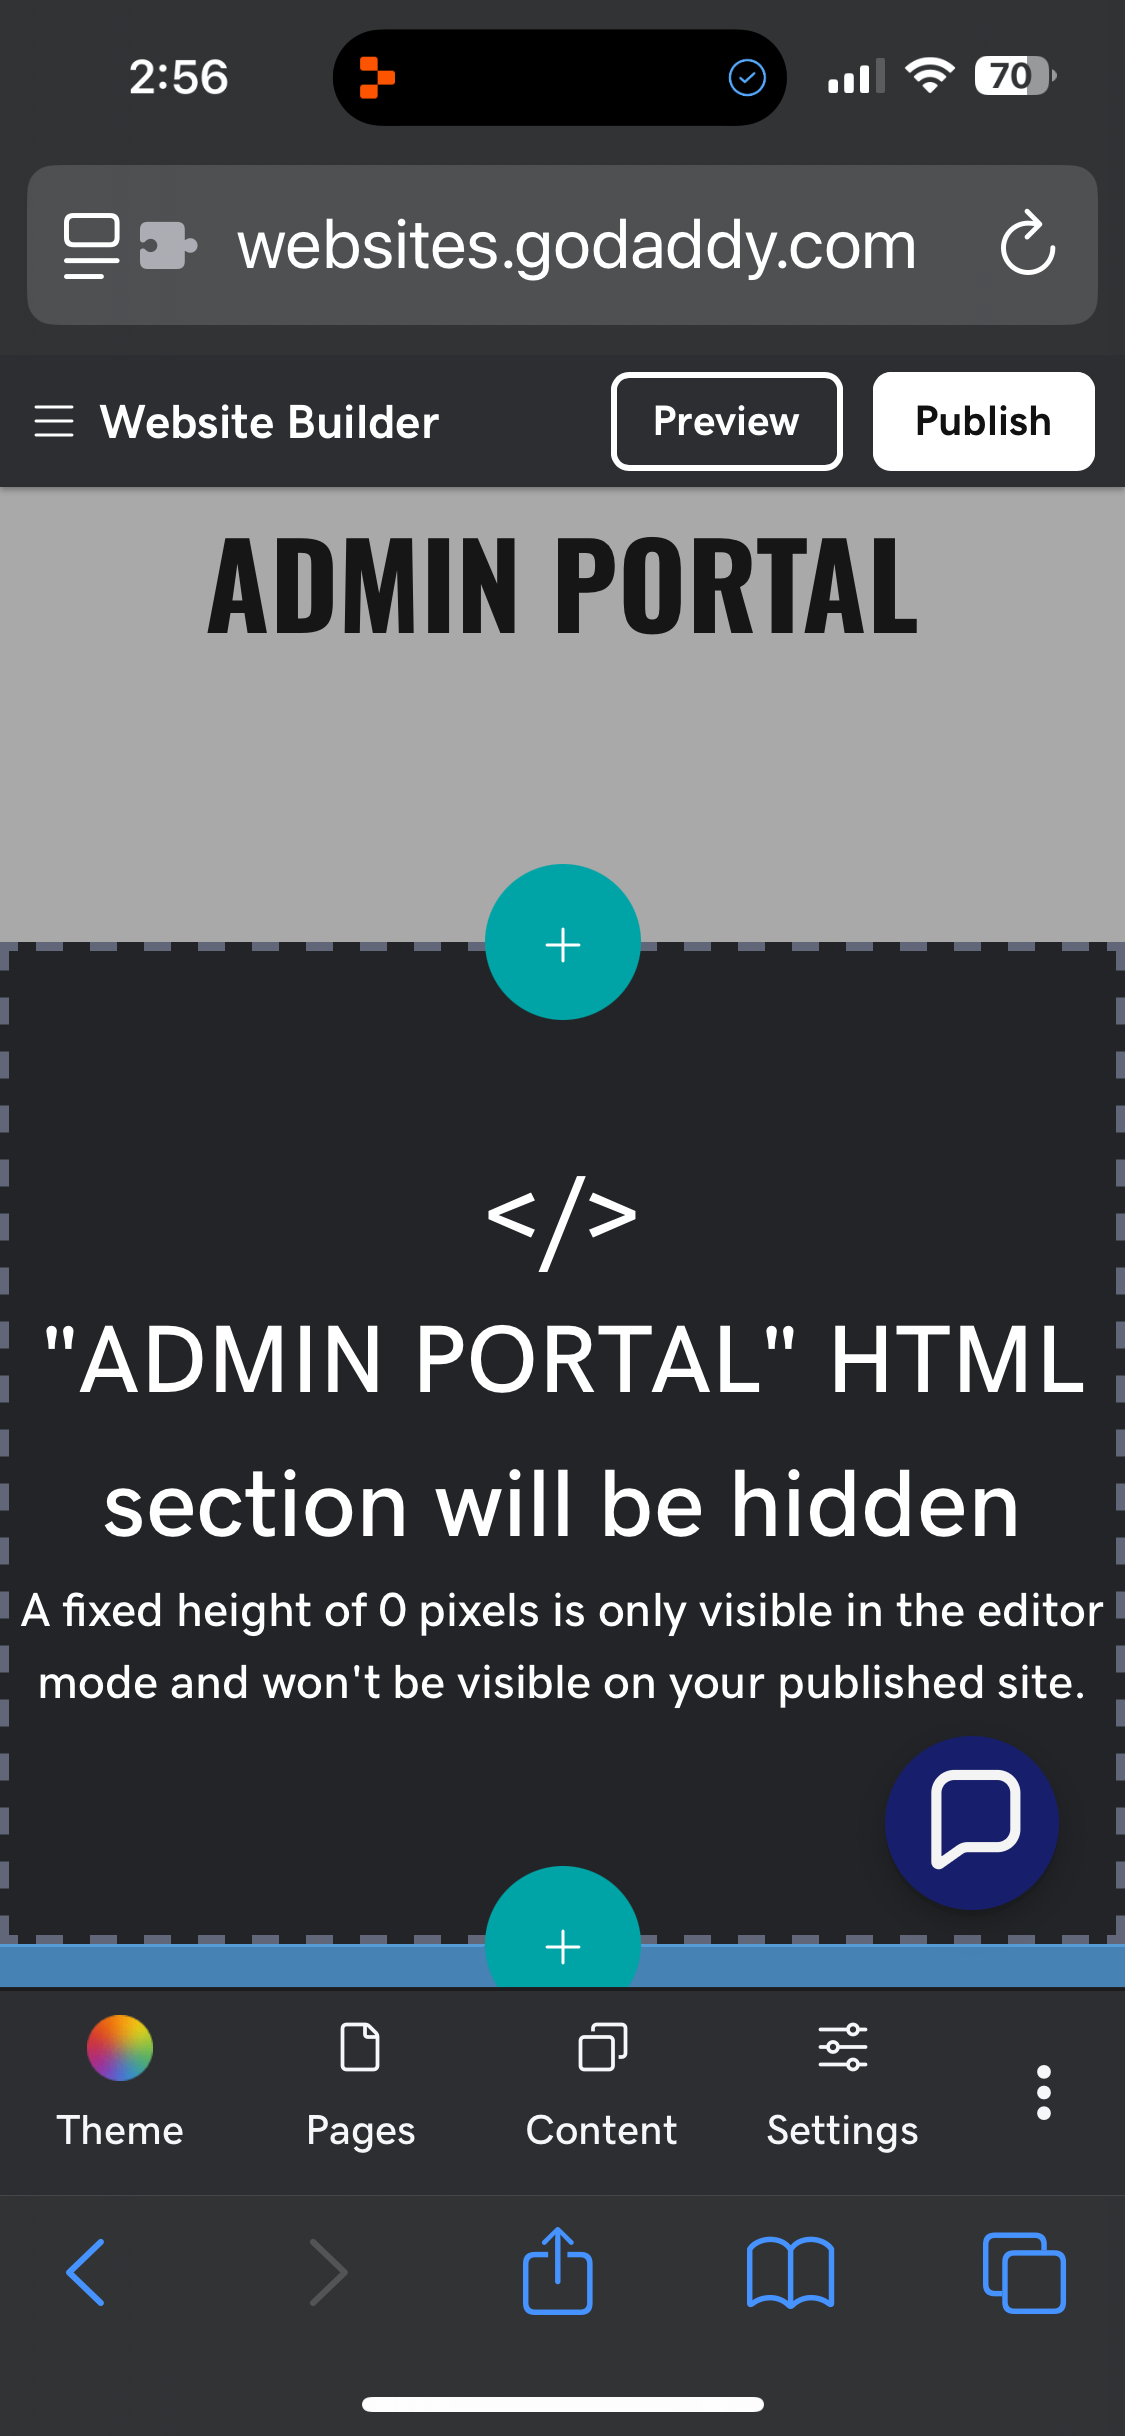 2:56
70
websites.godaddy.com
Website Builder
Preview
Publish
ADMIN PORTAL
</>
"ADMIN PORTAL" HTML
section will be hidden
A fixed height of 0 pixels is only visible in the editor
mode and won't be visible on your published site.
Theme
Pages
Content
Settings